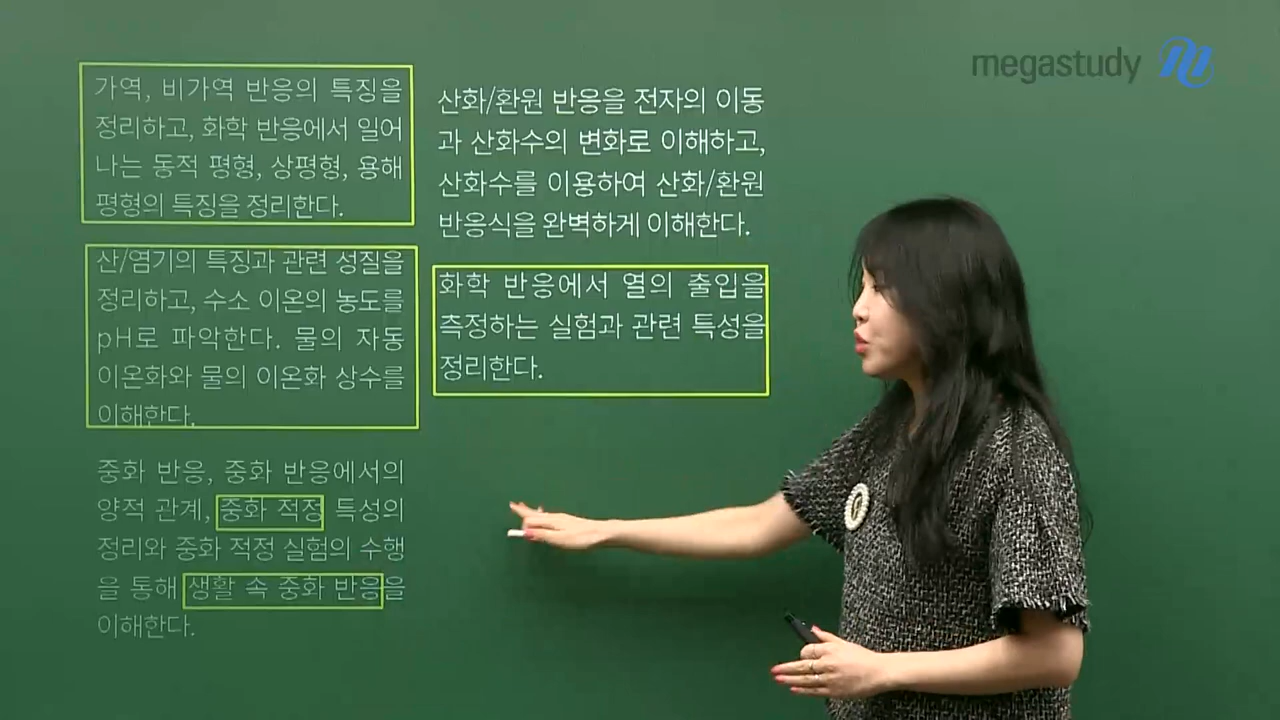 가역, 비가역 반응의 특징을
정리하고, 화학 반응에서 일어
나는 동적 평형, 상평형, 용해
평형의 특징을 정리한다.
산/염기의 특징과 관련 성질을
정리하고, 수소 이온의 농도를
pH로 파악한다. 물의 자동
이온화와 물의 이온화 상수를
이해한다.
중화 반응, 중화 반응에서의
양적 관계, 중화 적정 특성의
정리와 중화 적정 실험의 수행
을 통해 생활 속 중화 반응을
이해한다.
산화/환원 반응을 전자의 이동
과 산화수의 변화로 이해하고,
산화수를 이용하여 산화/환원
반응식을 완벽하게 이해한다.
화학 반응에서 열의 출입을
측정하는 실험과 관련 특성을
정리한다.
megastudy